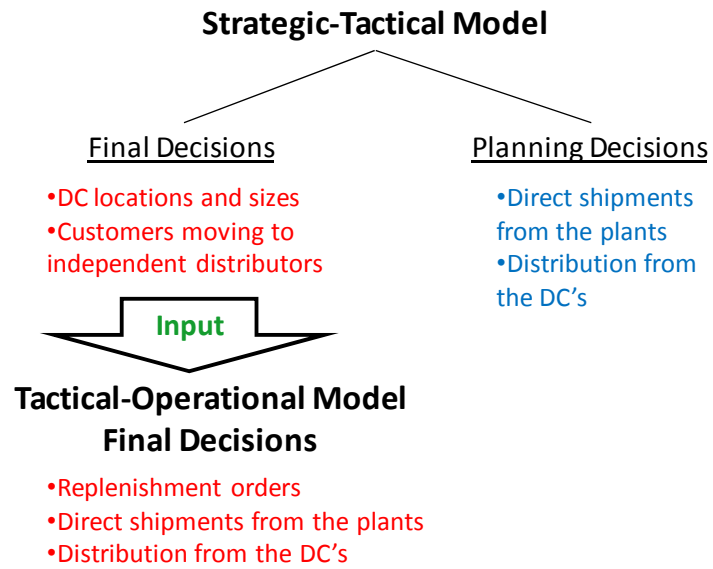 Strategic-Tactical Model
Final Decisions
•DC locations and sizes
•Customers moving to
independent distributors
Planning Decisions
•Direct shipments
from the plants
•Distribution from
the DC's
Input
Tactical-Operational Model
Final Decisions
•Replenishment orders
•Direct shipments from the plants
•Distribution from the DC's